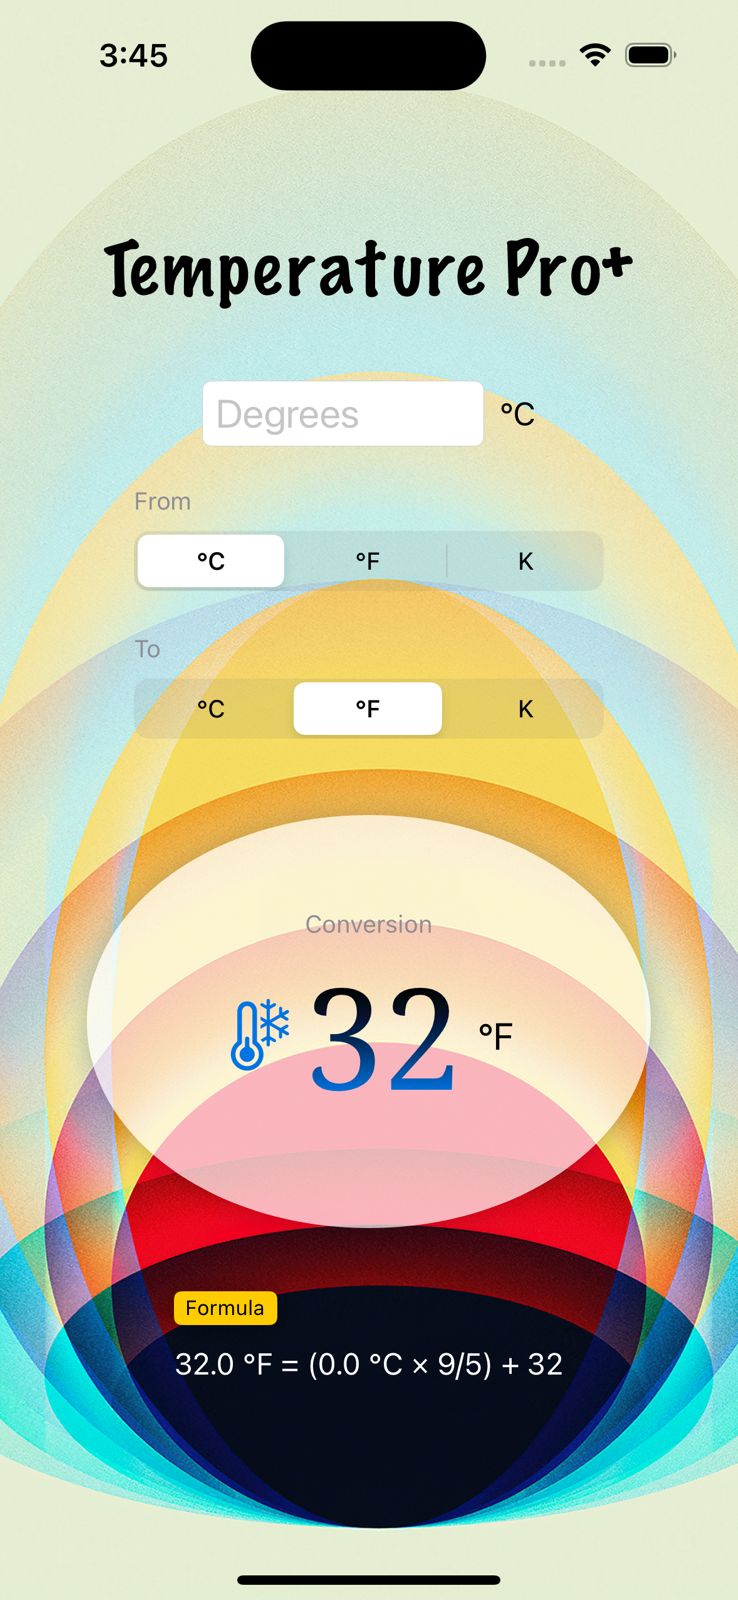 3:45
Temperature Pro+
Degrees °C
From
°C °F K
To
°C °F K
Conversion
32 °F
Formula
32.0 °F = (0.0 °C × 9/5) + 32